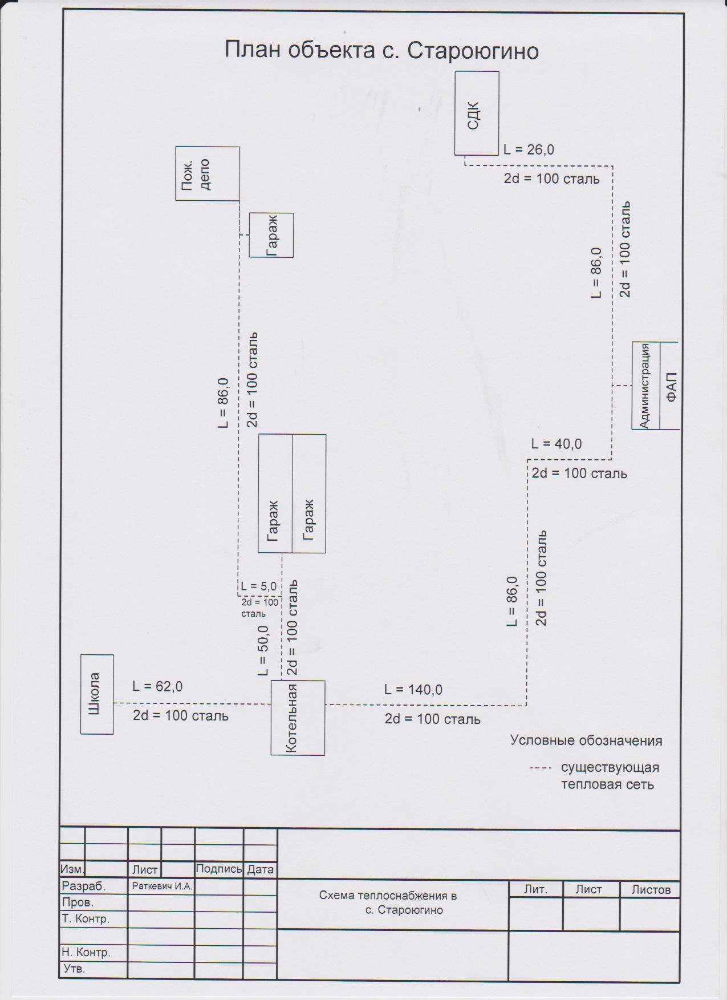 План объекта с. Староюгино
СДК
L = 26,0
2d = 100 сталь
Пож.
депо
Гараж
L = 86,0
2d = 100 сталь
L = 86,0
2d = 100 сталь
Администрация
ФАП
L = 40,0
2d = 100 сталь
Гараж
Гараж
L = 5,0
2d = 100
сталь
L = 50,0
2d = 100 сталь
L = 86,0
2d = 100 сталь
Школа
L = 62,0
2d = 100 сталь
Котельная
L = 140,0
2d = 100 сталь
Условные обозначения
существующая
тепловая сеть
Изм. Лист Подпись Дата
Разраб. Раткевич И.А.
Пров.
Т. Контр.
Н. Контр.
Утв.
Схема теплоснабжения в
с. Староюгино
Лит. Лист Листов